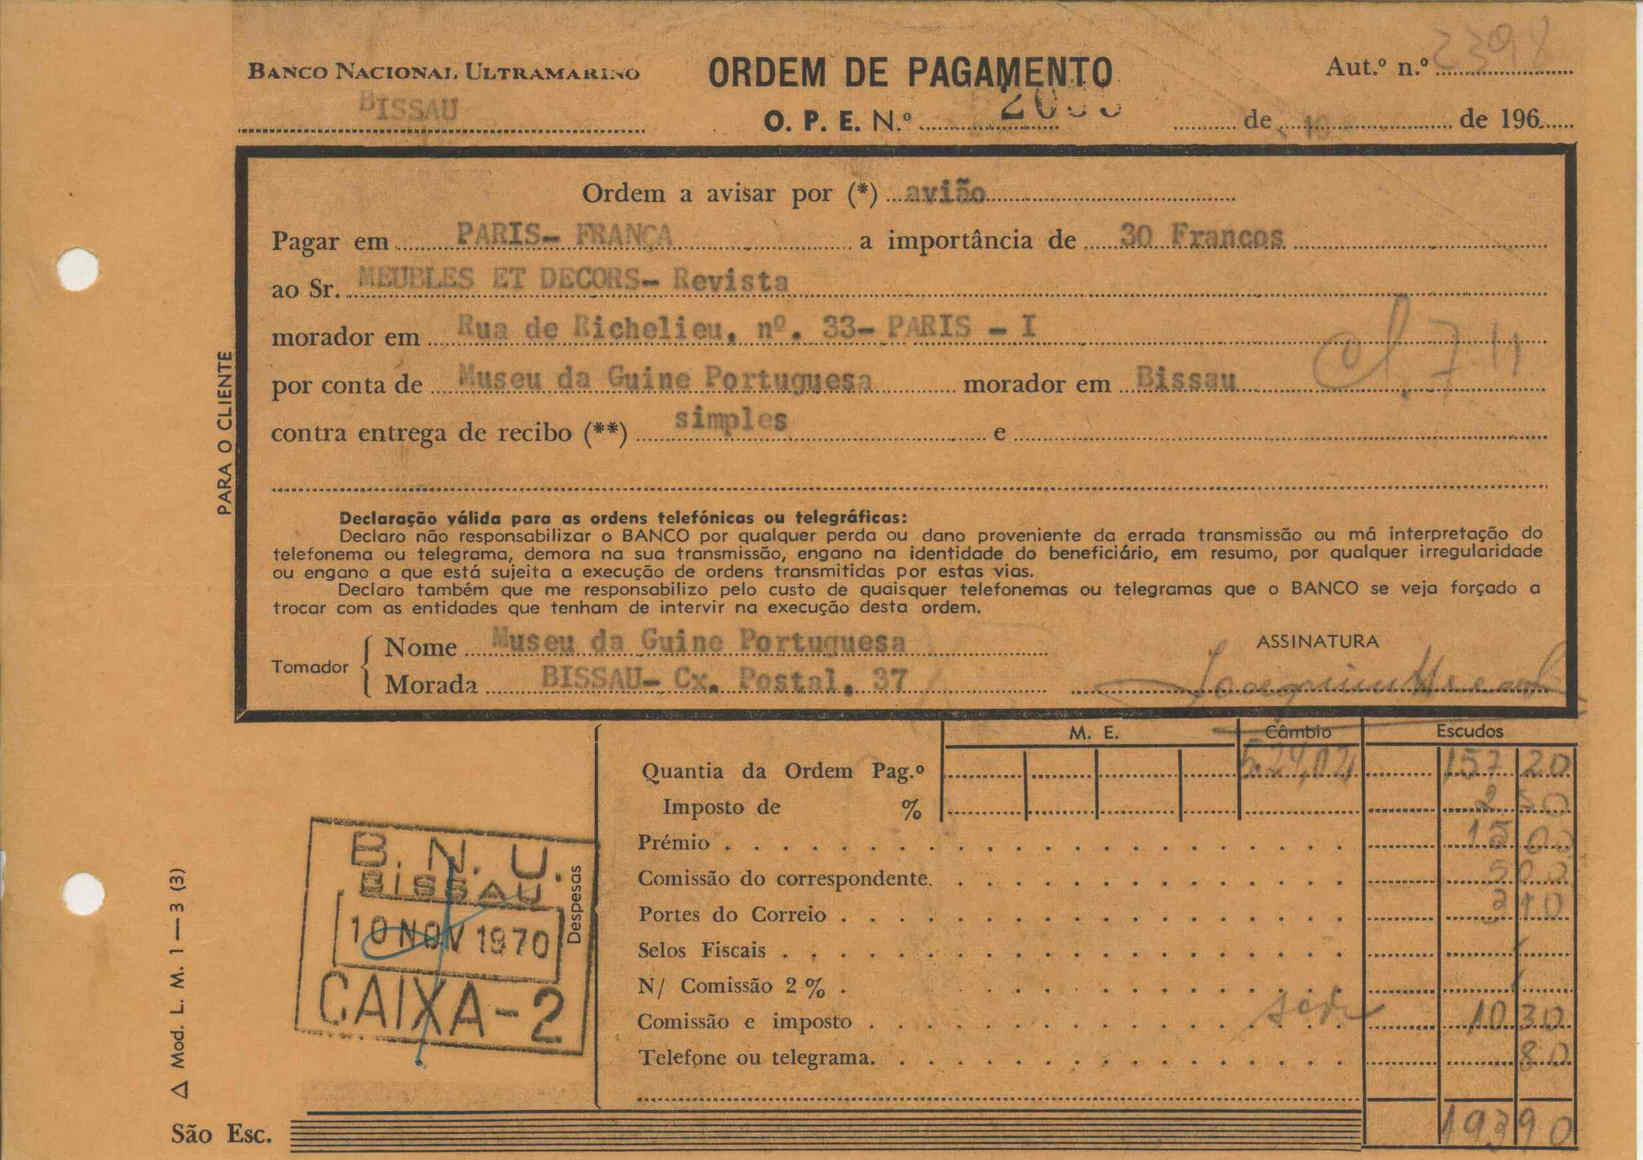 BANCO NACIONAL ULTRAMARINO
BISSAU
ORDEM DE PAGAMENTO
O. P. E. N.º
Aut.º n.º 2398
de de 196
Ordem a avisar por (*) avião
Pagar em PARIS- FRANÇA a importância de 30 Francos
ao Sr. MEUBLES ET DECORS- Revista
morador em Rua de Richelieu, nº. 33- PARIS - I
por conta de Museu da Guine Portuguesa morador em Bissau
contra entrega de recibo (**) simples e
PARA O CLIENTE
Declaração válida para as ordens telefónicas ou telegráficas:
Declaro não responsabilizar o BANCO por qualquer perda ou dano proveniente da errada transmissão ou má interpretação do
telefonema ou telegrama, demora na sua transmissão, engano na identidade do beneficiário, em resumo, por qualquer irregularidade
ou engano a que está sujeita a execução de ordens transmitidas por estas vias.
Declaro também que me responsabilizo pelo custo de quaisquer telefonemas ou telegramas que o BANCO se veja forçado a
trocar com as entidades que tenham de intervir na execução desta ordem.
Tomador
Nome Museu da Guine Portuguesa
Morada BISSAU- Cx. Postal, 37
ASSINATURA
M. E. Câmbio Escudos
Quantia da Ordem Pag.º 157 20
Imposto de % 2 50
Prémio 15 00
Comissão do correspondente.
Portes do Correio 3 10
Selos Fiscais
N/ Comissão 2 %
Comissão e imposto 10 30
Telefone ou telegrama. 80
Despesas
B. N. U.
BISSAU
10 NOV 1970
CAIXA-2
Δ Mod. L. M. 1—3 (3)
São Esc. 193 90